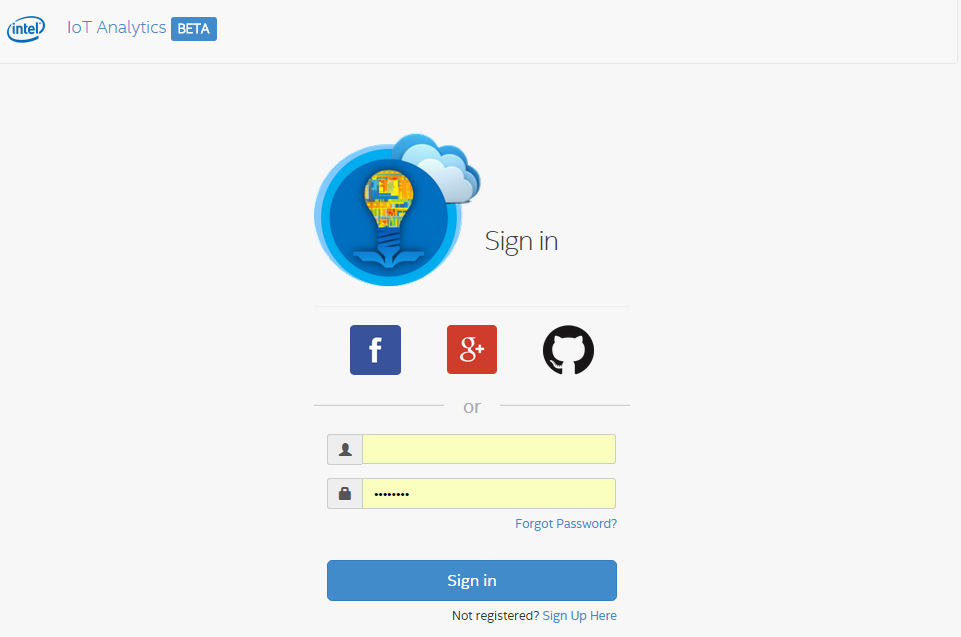 intel IoT Analytics BETA
Sign in
f g+
or
••••••••
Forgot Password?
Sign in
Not registered? Sign Up Here